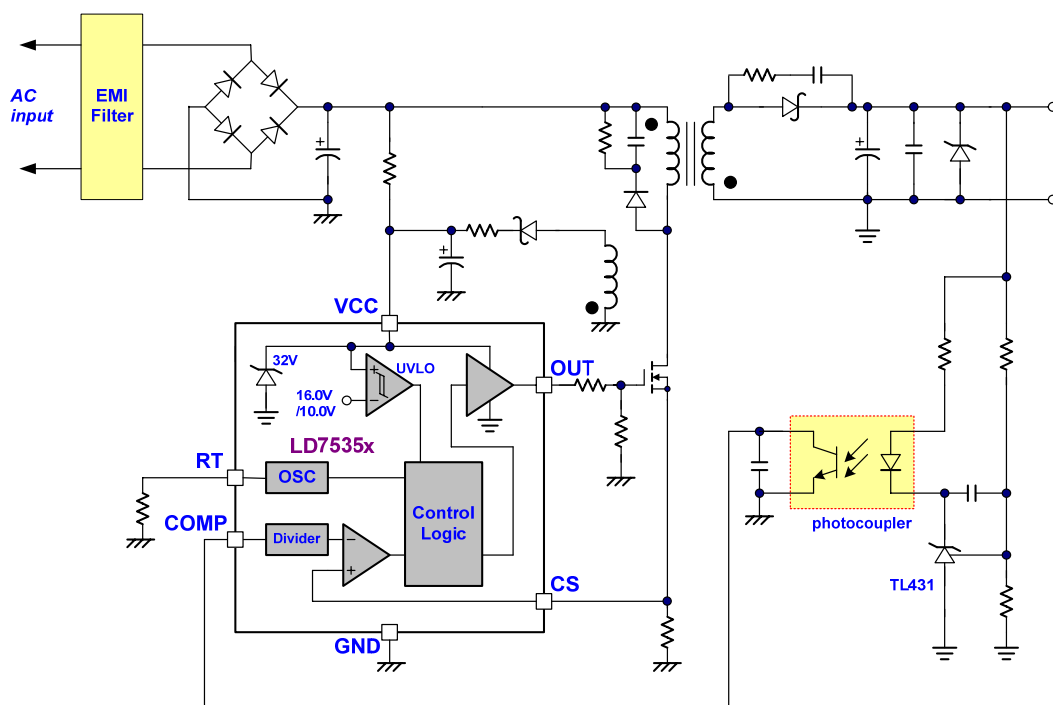 AC
input
EMI
Filter
+
+
+
VCC
32V
+
UVLO
16.0V
/10.0V
−
OUT
LD7535x
RT
OSC
COMP
Divider
−
+
Control
Logic
CS
GND
photocoupler
TL431